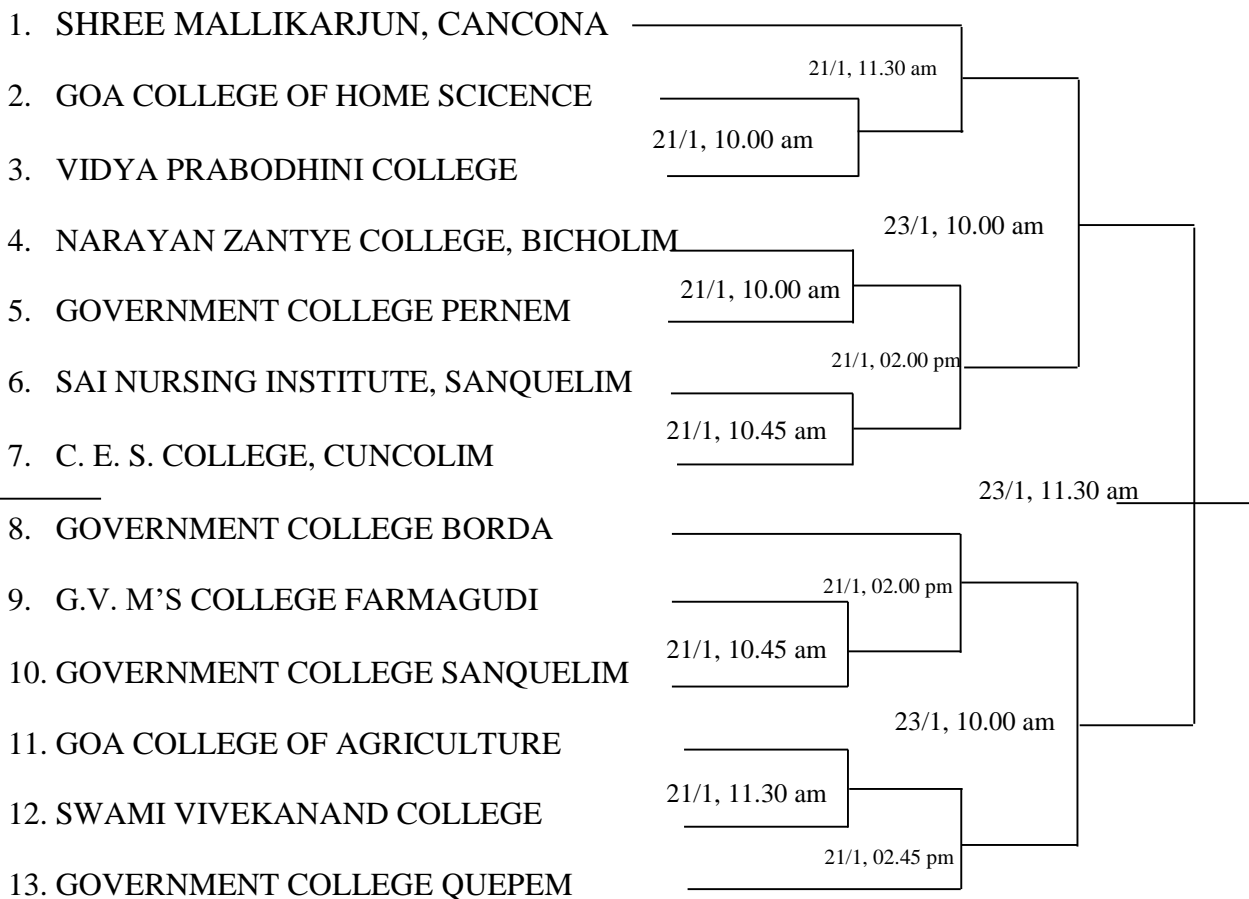 1. SHREE MALLIKARJUN, CANCONA
21/1, 11.30 am
2. GOA COLLEGE OF HOME SCICENCE
21/1, 10.00 am
3. VIDYA PRABODHINI COLLEGE
23/1, 10.00 am
4. NARAYAN ZANTYE COLLEGE, BICHOLIM
21/1, 10.00 am
5. GOVERNMENT COLLEGE PERNEM
21/1, 02.00 pm
6. SAI NURSING INSTITUTE, SANQUELIM
21/1, 10.45 am
7. C. E. S. COLLEGE, CUNCOLIM
23/1, 11.30 am
8. GOVERNMENT COLLEGE BORDA
21/1, 02.00 pm
9. G.V. M’S COLLEGE FARMAGUDI
21/1, 10.45 am
10. GOVERNMENT COLLEGE SANQUELIM
23/1, 10.00 am
11. GOA COLLEGE OF AGRICULTURE
21/1, 11.30 am
12. SWAMI VIVEKANAND COLLEGE
21/1, 02.45 pm
13. GOVERNMENT COLLEGE QUEPEM